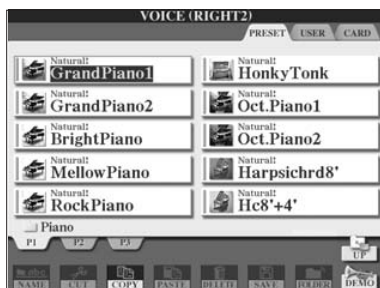 VOICE (RIGHT2)
PRESET USER CARD
Natural!
GrandPiano1
Natural!
GrandPiano2
Natural!
BrightPiano
Natural!
MellowPiano
Natural!
RockPiano
Natural!
HonkyTonk
Natural!
Oct.Piano1
Natural!
Oct.Piano2
Natural!
Harpsichrd8'
Natural!
Hc8'+4'
Piano
P1 P2 P3
UP
NAME CUT COPY PASTE DELETE SAVE FOLDER DEMO